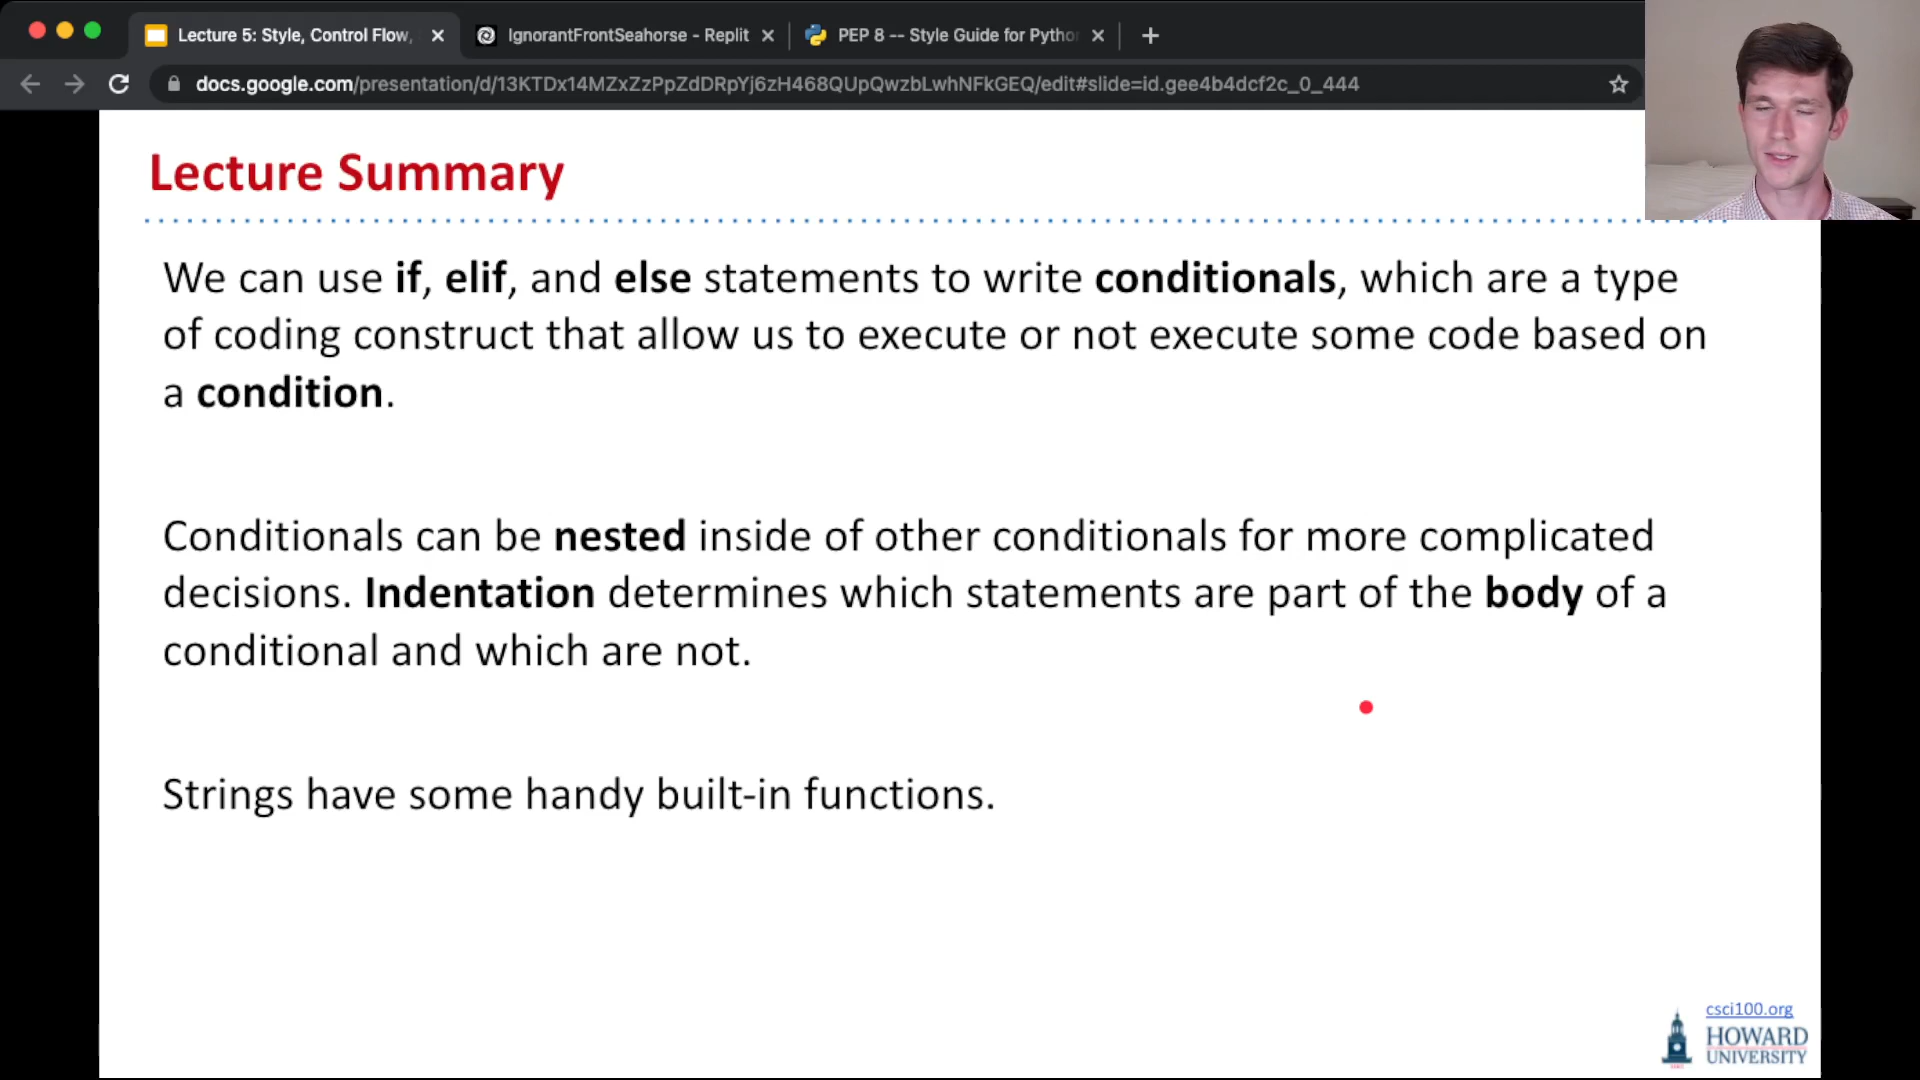 Lecture 5: Style, Control Flow,
IgnorantFrontSeahorse - Replit
PEP 8 -- Style Guide for Pytho
docs.google.com/presentation/d/13KTDx14MZxZzPpZdDRpYj6zH468QUpQwzbLwhNFkGEQ/edit#slide=id.gee4b4dcf2c_0_444
Lecture Summary
We can use if, elif, and else statements to write conditionals, which are a type
of coding construct that allow us to execute or not execute some code based on
a condition.
Conditionals can be nested inside of other conditionals for more complicated
decisions. Indentation determines which statements are part of the body of a
conditional and which are not.
Strings have some handy built-in functions.
csci100.org
HOWARD
UNIVERSITY